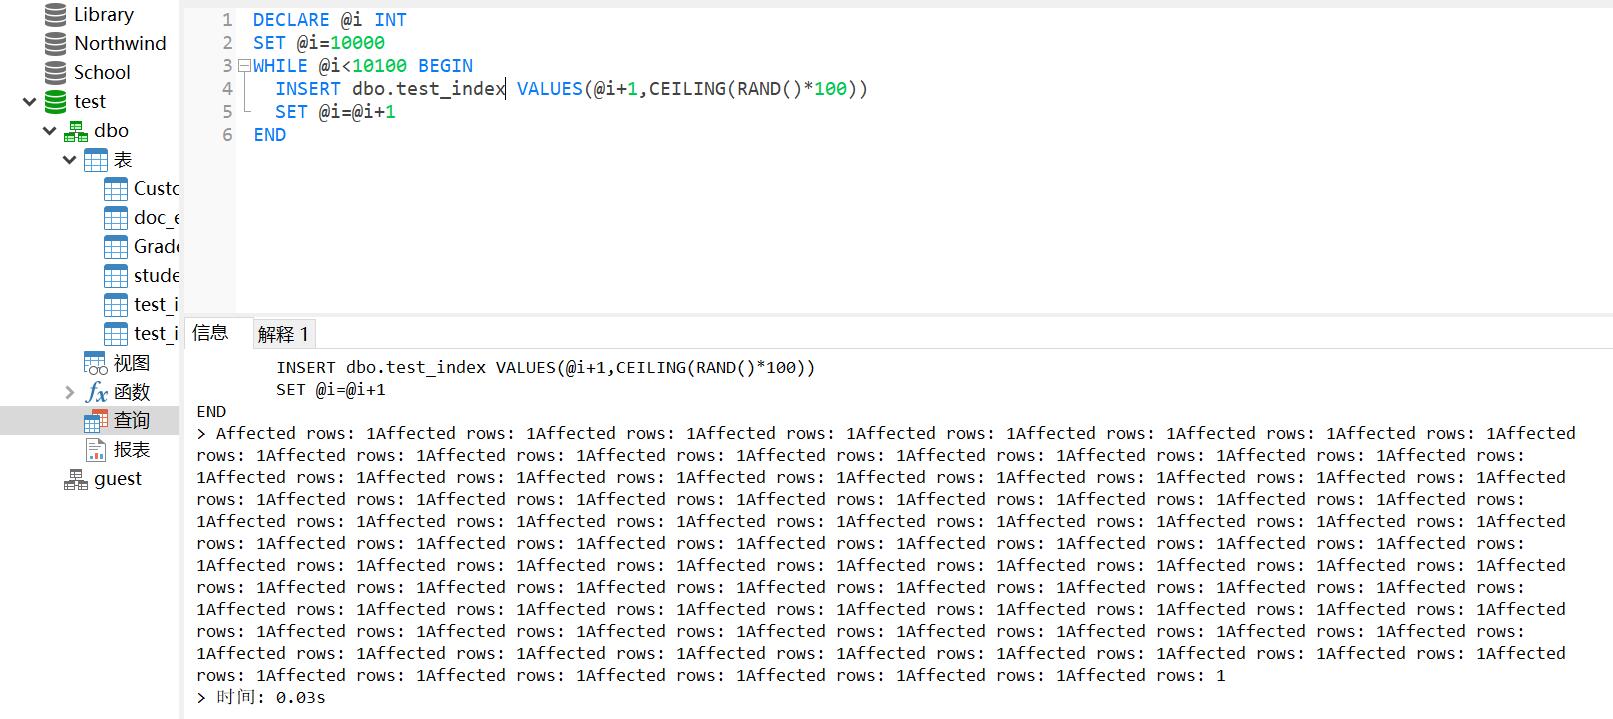 Library
Northwind
School
test
dbo
表
Custo
doc_e
Grade
stude
test_i
test_i
视图
fx 函数
查询
报表
guest
1 DECLARE @i INT
2 SET @i=10000
3 WHILE @i<10100 BEGIN
4 INSERT dbo.test_index VALUES(@i+1,CEILING(RAND()*100))
5 SET @i=@i+1
6 END
信息 解释 1
INSERT dbo.test_index VALUES(@i+1,CEILING(RAND()*100))
SET @i=@i+1
END
> Affected rows: 1Affected rows: 1Affected rows: 1Affected rows: 1Affected rows: 1Affected rows: 1Affected rows: 1Affected rows: 1Affected
rows: 1Affected rows: 1Affected rows: 1Affected rows: 1Affected rows: 1Affected rows: 1Affected rows: 1Affected rows: 1Affected rows:
1Affected rows: 1Affected rows: 1Affected rows: 1Affected rows: 1Affected rows: 1Affected rows: 1Affected rows: 1Affected rows: 1Affected
rows: 1Affected rows: 1Affected rows: 1Affected rows: 1Affected rows: 1Affected rows: 1Affected rows: 1Affected rows: 1Affected rows:
1Affected rows: 1Affected rows: 1Affected rows: 1Affected rows: 1Affected rows: 1Affected rows: 1Affected rows: 1Affected rows: 1Affected
rows: 1Affected rows: 1Affected rows: 1Affected rows: 1Affected rows: 1Affected rows: 1Affected rows: 1Affected rows: 1Affected rows:
1Affected rows: 1Affected rows: 1Affected rows: 1Affected rows: 1Affected rows: 1Affected rows: 1Affected rows: 1Affected rows: 1Affected
rows: 1Affected rows: 1Affected rows: 1Affected rows: 1Affected rows: 1Affected rows: 1Affected rows: 1Affected rows: 1Affected rows:
1Affected rows: 1Affected rows: 1Affected rows: 1Affected rows: 1Affected rows: 1Affected rows: 1Affected rows: 1Affected rows: 1Affected
rows: 1Affected rows: 1Affected rows: 1Affected rows: 1Affected rows: 1Affected rows: 1Affected rows: 1Affected rows: 1Affected rows:
1Affected rows: 1Affected rows: 1Affected rows: 1Affected rows: 1Affected rows: 1Affected rows: 1Affected rows: 1Affected rows: 1Affected
rows: 1Affected rows: 1Affected rows: 1Affected rows: 1Affected rows: 1Affected rows: 1Affected rows: 1
> 时间: 0.03s